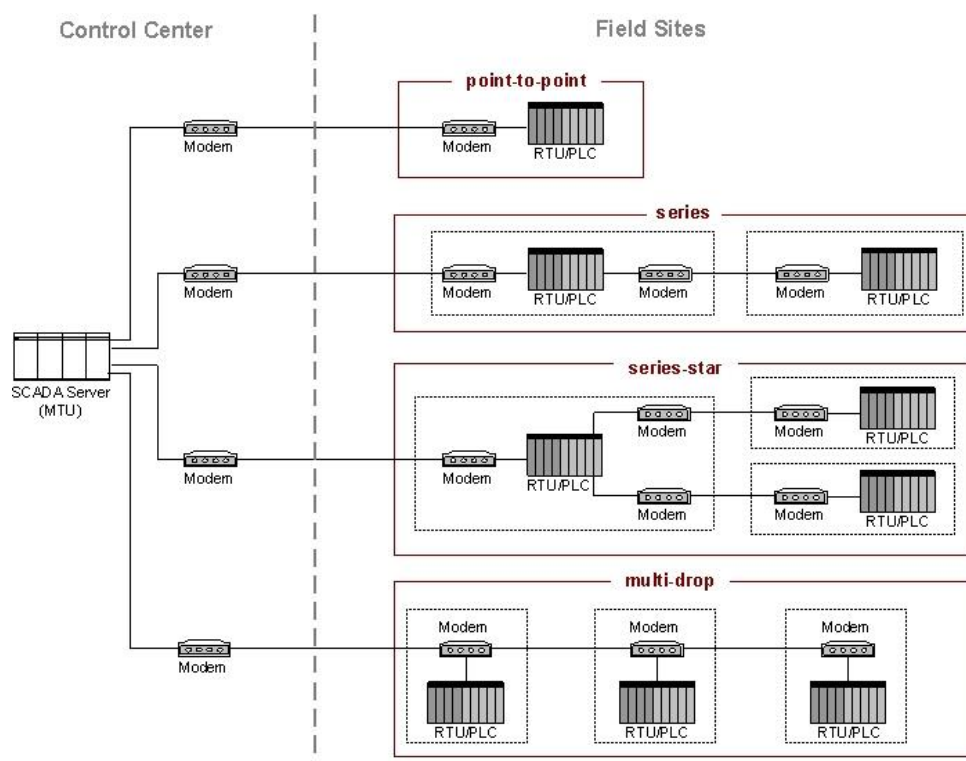 Control Center
Field Sites
point-to-point
Modem
Modem
RTU/PLC
series
Modem
Modem
RTU/PLC
Modem
Modem
RTU/PLC
SCADA Server
(MTU)
series-star
Modem
Modem
RTU/PLC
Modem
Modem
RTU/PLC
Modem
Modem
Modem
RTU/PLC
multi-drop
Modem
Modem
Modem
Modem
RTU/PLC
RTU/PLC
RTU/PLC